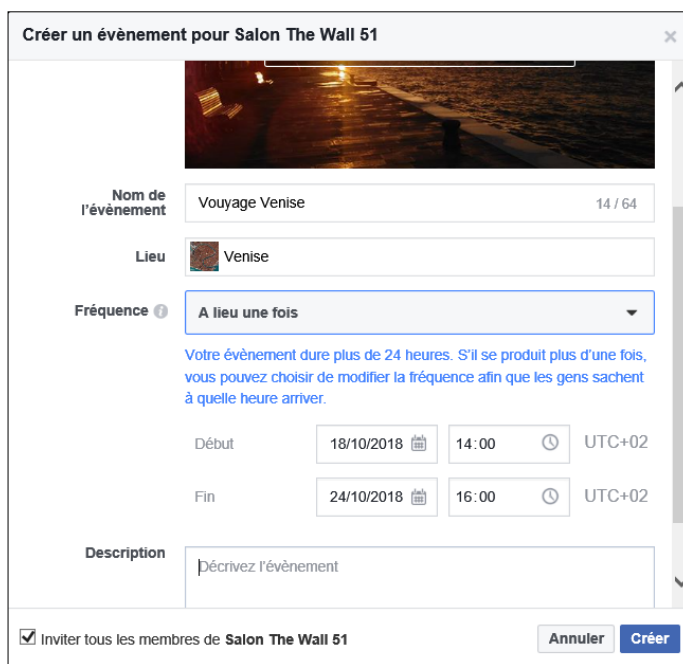 Créer un évènement pour Salon The Wall 51
Nom de
l'évènement
Vouyage Venise
14 / 64
Lieu
Venise
Fréquence
A lieu une fois
Votre évènement dure plus de 24 heures. S'il se produit plus d'une fois,
vous pouvez choisir de modifier la fréquence afin que les gens sachent
à quelle heure arriver.
Début 18/10/2018 14:00 UTC+02
Fin 24/10/2018 16:00 UTC+02
Description
Décrivez l'évènement
Inviter tous les membres de Salon The Wall 51
Annuler
Créer